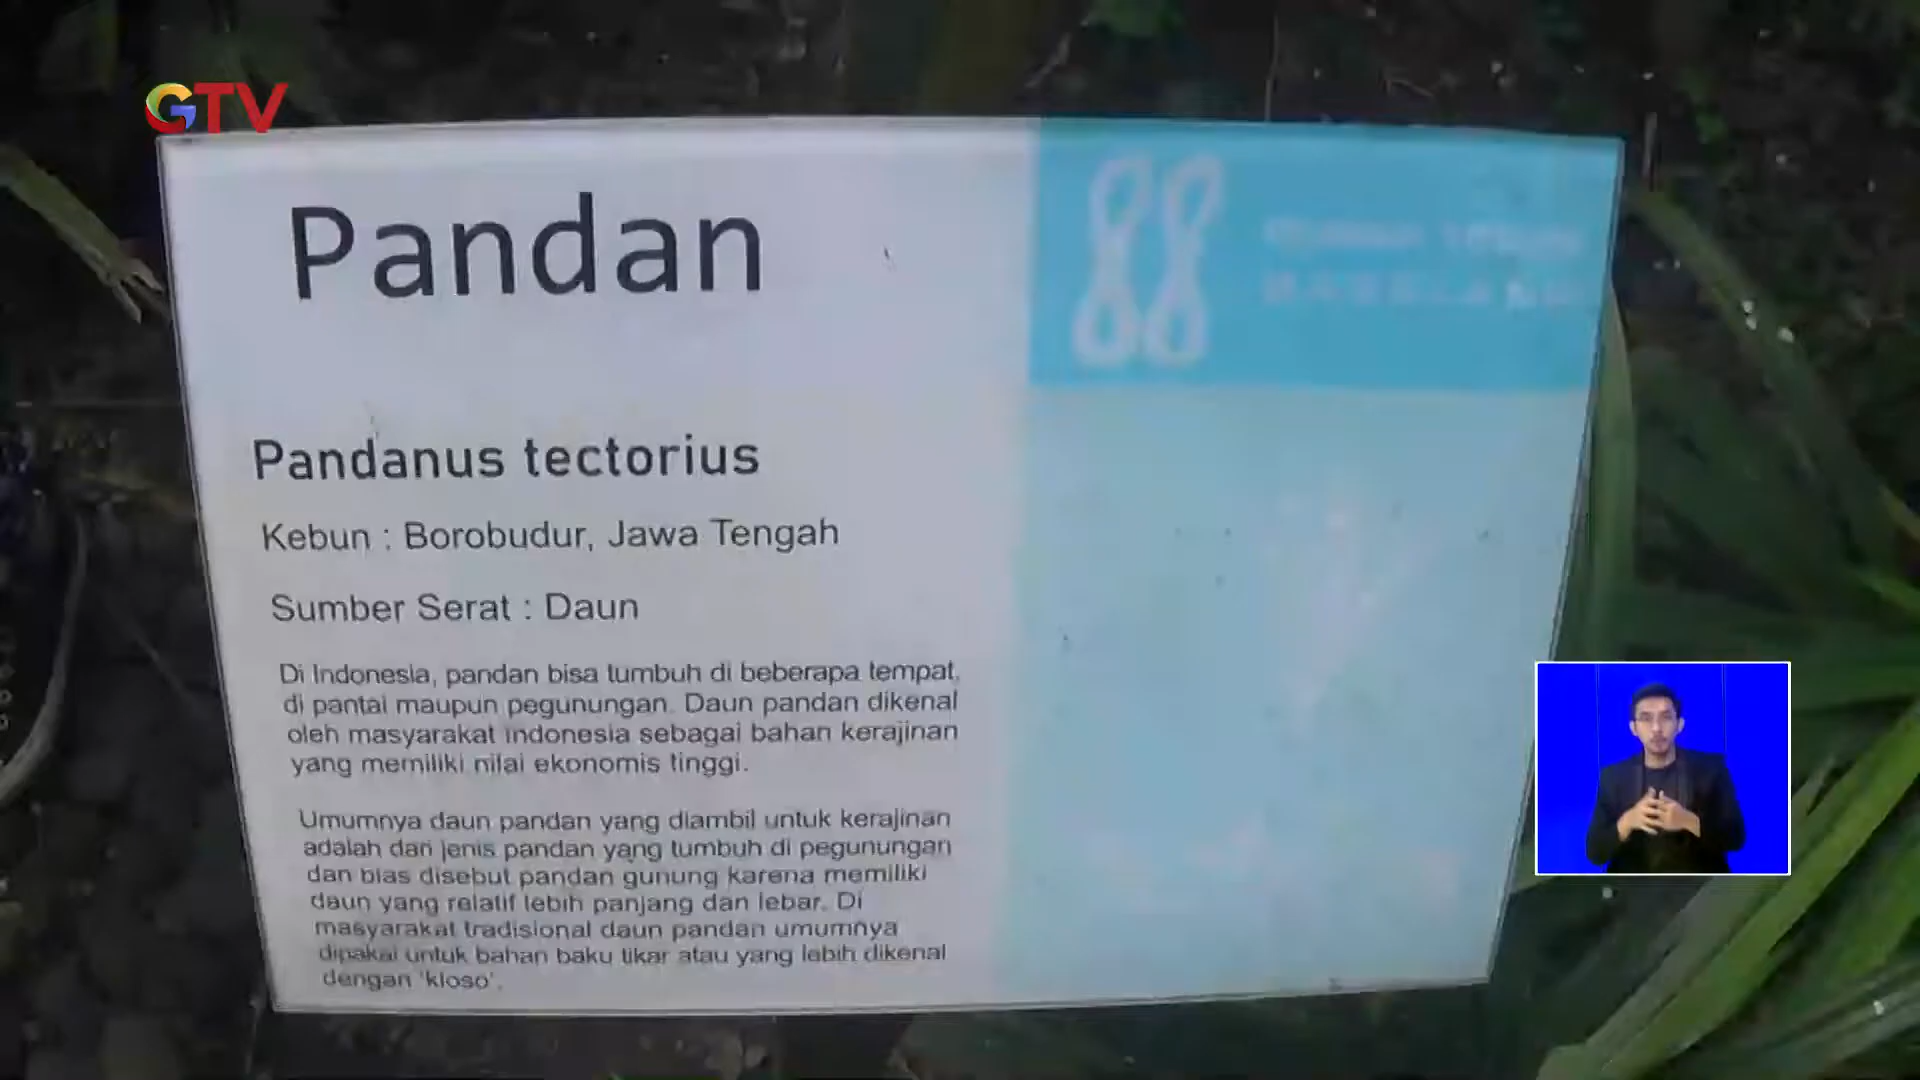 GTV
Pandan
Pandanus tectorius
Kebun : Borobudur, Jawa Tengah
Sumber Serat : Daun
Di Indonesia, pandan bisa tumbuh di beberapa tempat,
di pantai maupun pegunungan. Daun pandan dikenal
oleh masyarakat Indonesia sebagai bahan kerajinan
yang memiliki nilai ekonomis tinggi.
Umumnya daun pandan yang diambil untuk kerajinan
adalah dari jenis pandan yang tumbuh di pegunungan
dan bias disebut pandan gunung karena memiliki
daun yang relatif lebih panjang dan lebar. Di
masyarakat tradisional daun pandan umumnya
dipakai untuk bahan baku tikar atau yang lebih dikenal
dengan 'kloso'.